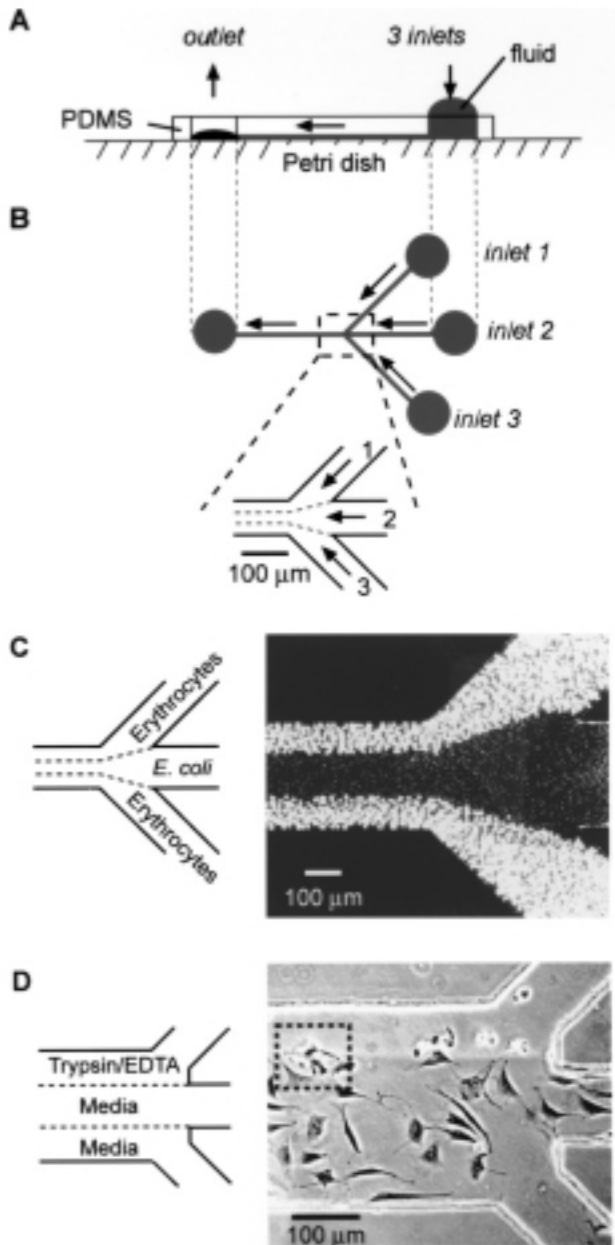 A
outlet
3 inlets
fluid
PDMS
Petri dish
B
inlet 1
inlet 2
inlet 3
1
2
3
100 μm
C
Erythrocytes
E. coli
Erythrocytes
100 μm
D
Trypsin/EDTA
Media
Media
100 μm